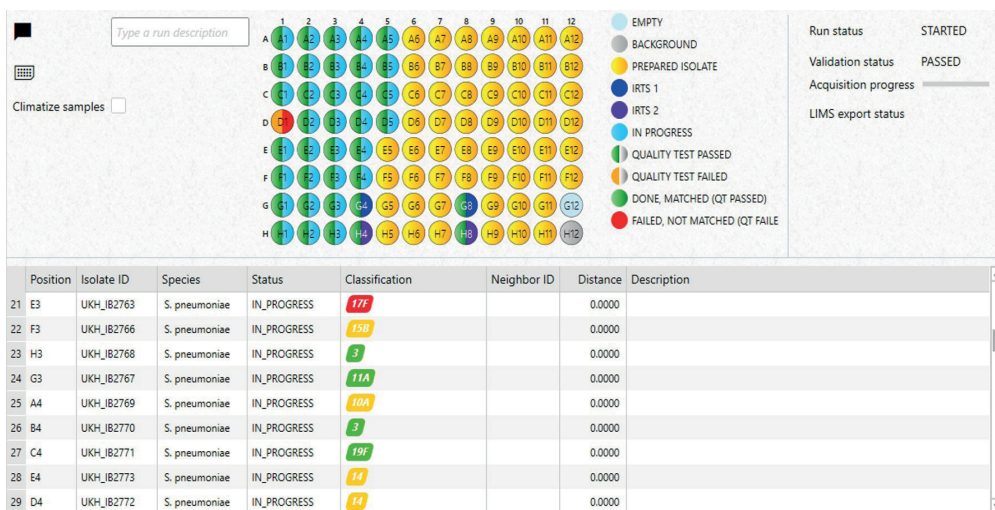 Type a run description
Climatize samples
1 2 3 4 5 6 7 8 9 10 11 12
A A1 A2 A3 A4 A5 A6 A7 A8 A9 A10 A11 A12
B B1 B2 B3 B4 B5 B6 B7 B8 B9 B10 B11 B12
C C1 C2 C3 C4 C5 C6 C7 C8 C9 C10 C11 C12
D D1 D2 D3 D4 D5 D6 D7 D8 D9 D10 D11 D12
E E1 E2 E3 E4 E5 E6 E7 E8 E9 E10 E11 E12
F F1 F2 F3 F4 F5 F6 F7 F8 F9 F10 F11 F12
G G1 G2 G3 G4 G5 G6 G7 G8 G9 G10 G11 G12
H H1 H2 H3 H4 H5 H6 H7 H8 H9 H10 H11 H12
EMPTY
BACKGROUND
PREPARED ISOLATE
IRTS 1
IRTS 2
IN PROGRESS
QUALITY TEST PASSED
QUALITY TEST FAILED
DONE, MATCHED (QT PASSED)
FAILED, NOT MATCHED (QT FAILE
Run status STARTED
Validation status PASSED
Acquisition progress
LIMS export status
Position Isolate ID Species Status Classification Neighbor ID Distance Description
21 E3 UKH_IB2763 S. pneumoniae IN_PROGRESS 17F 0.0000
22 F3 UKH_IB2766 S. pneumoniae IN_PROGRESS 15B 0.0000
23 H3 UKH_IB2768 S. pneumoniae IN_PROGRESS 3 0.0000
24 G3 UKH_IB2767 S. pneumoniae IN_PROGRESS 11A 0.0000
25 A4 UKH_IB2769 S. pneumoniae IN_PROGRESS 10A 0.0000
26 B4 UKH_IB2770 S. pneumoniae IN_PROGRESS 3 0.0000
27 C4 UKH_IB2771 S. pneumoniae IN_PROGRESS 19F 0.0000
28 E4 UKH_IB2773 S. pneumoniae IN_PROGRESS 14 0.0000
29 D4 UKH_IB2772 S. pneumoniae IN_PROGRESS 14 0.0000